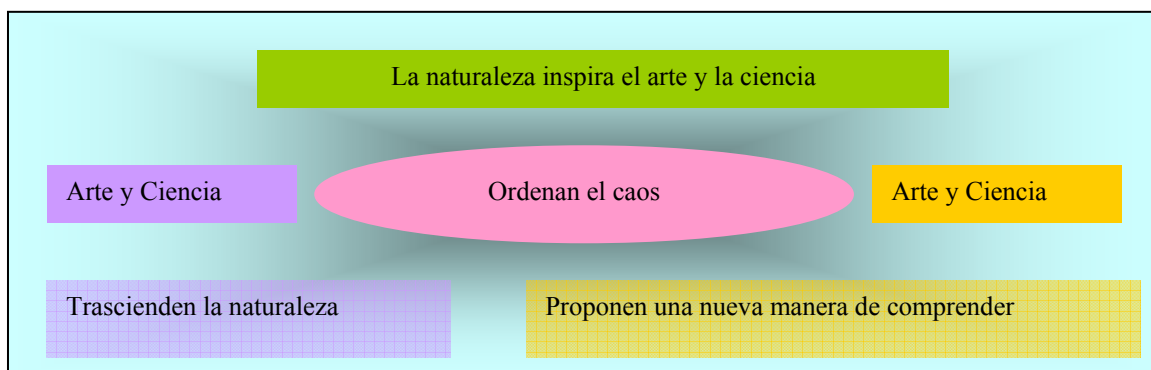 La naturaleza inspira el arte y la ciencia
Arte y Ciencia
Ordenan el caos
Arte y Ciencia
Trascienden la naturaleza
Proponen una nueva manera de comprender